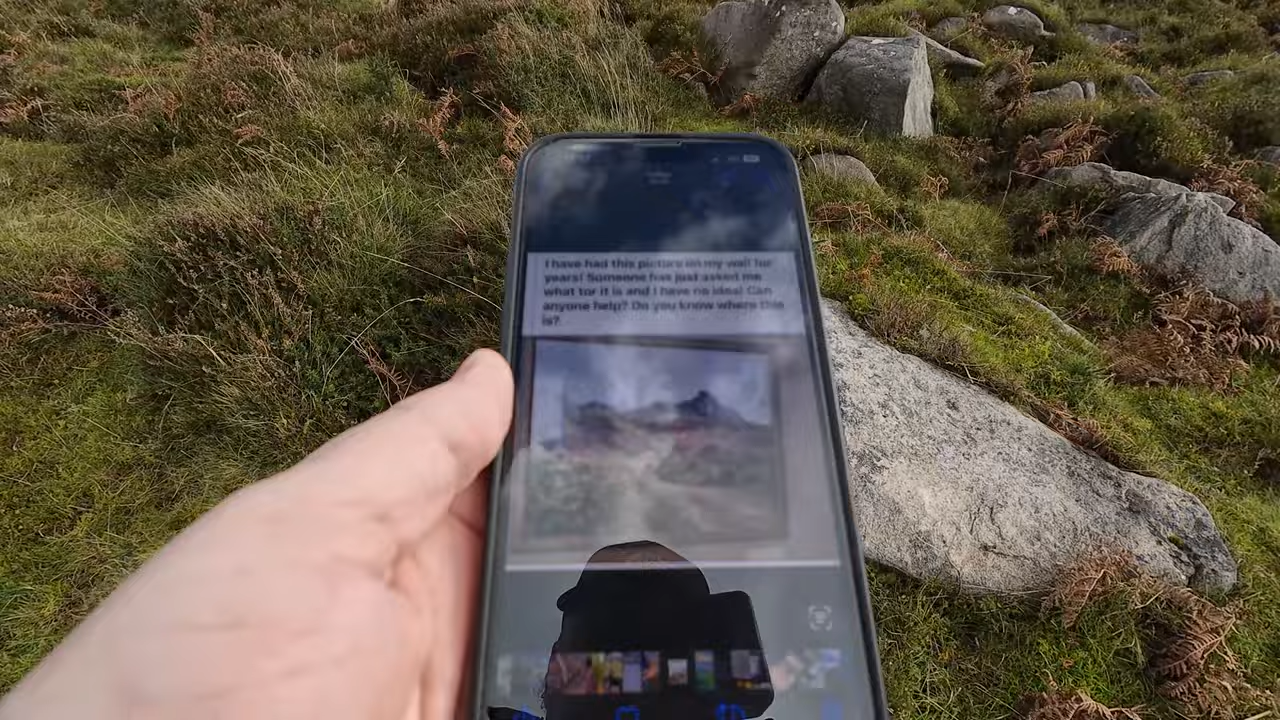 I have had this picture on my wall for
years! Someone has just asked me
what tor it is and I have no idea! Can
anyone help? Do you know where this
is?